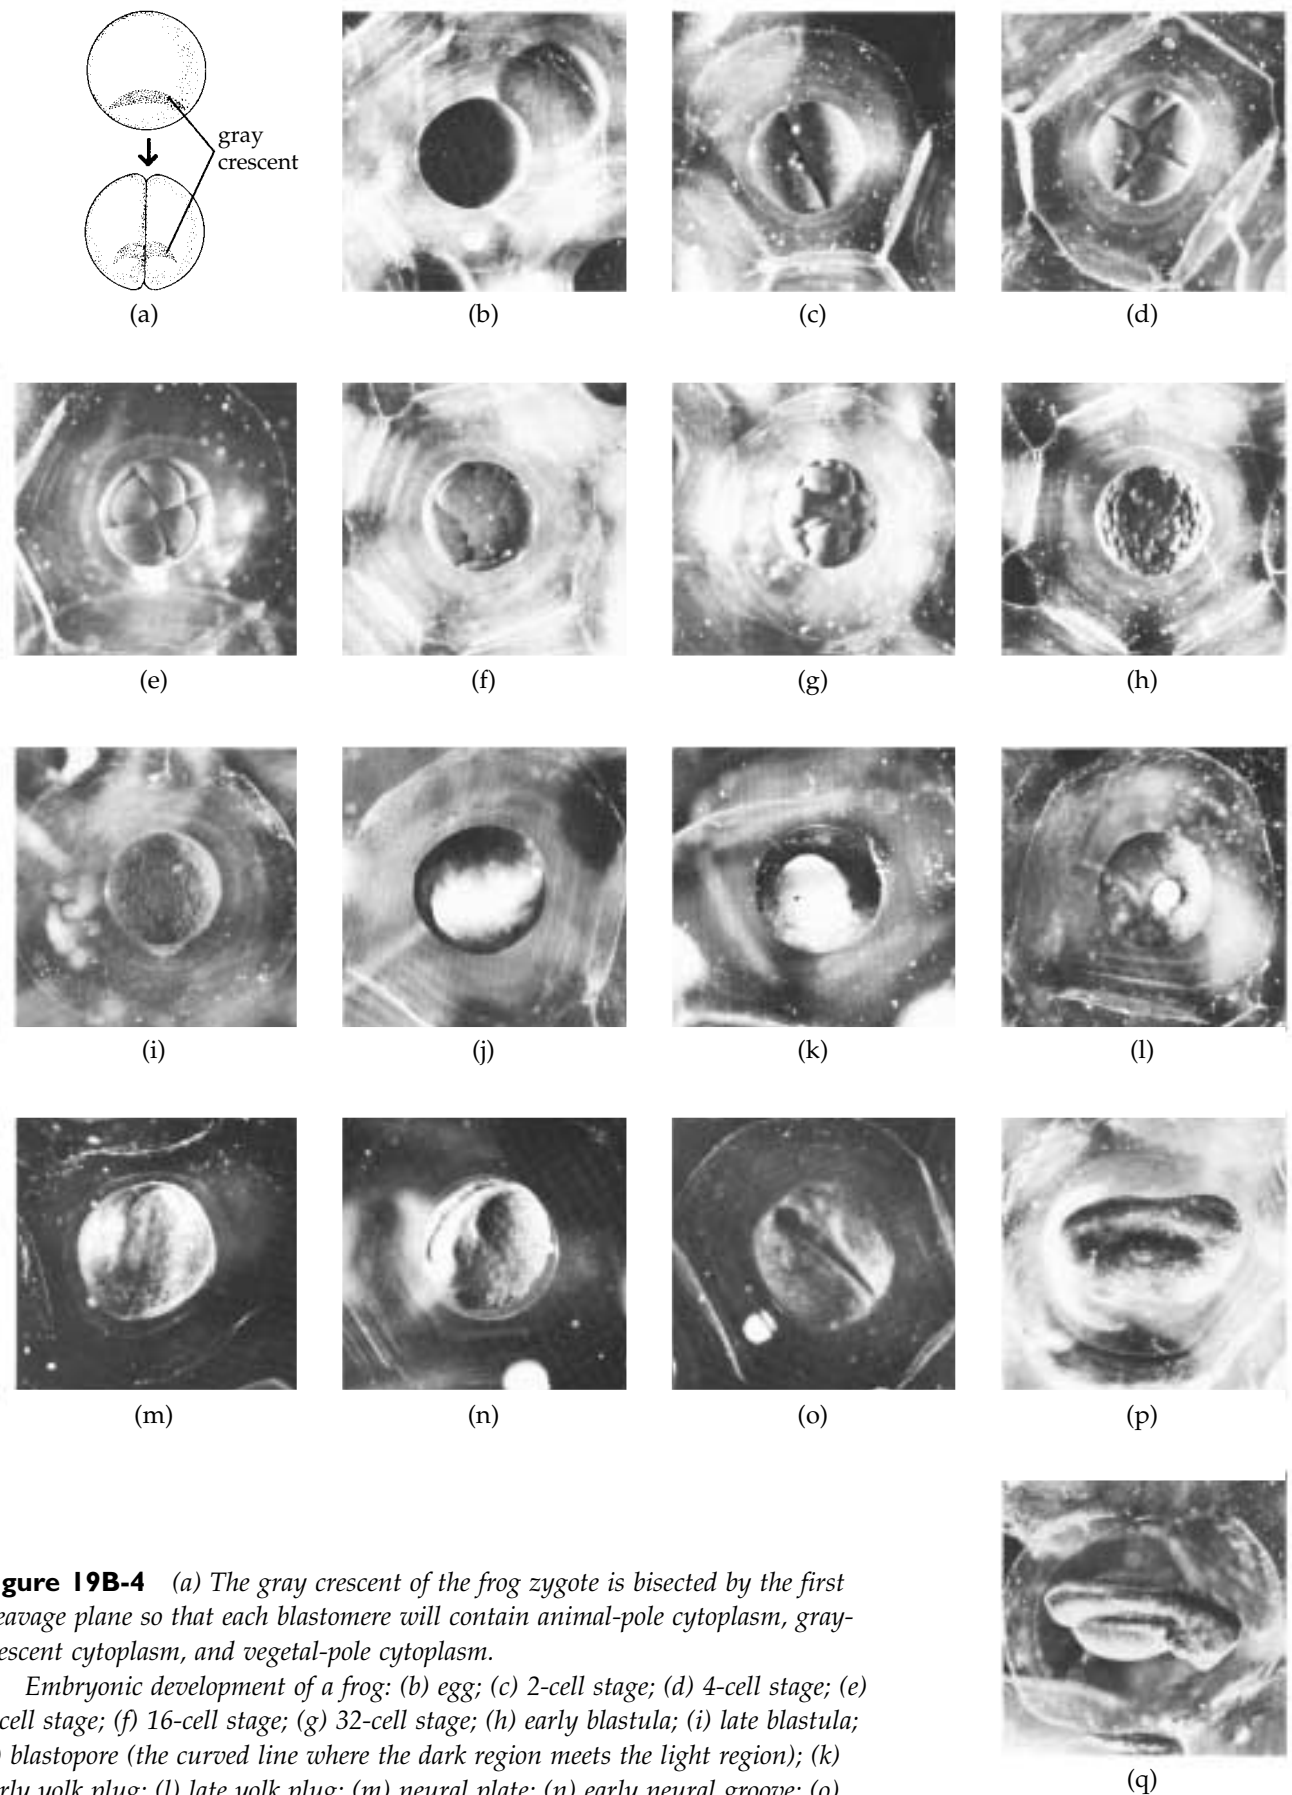 gray
crescent
(a)
(b)
(c)
(d)
(e)
(f)
(g)
(h)
(i)
(j)
(k)
(l)
(m)
(n)
(o)
(p)
(q)
gure 19B-4 (a) The gray crescent of the frog zygote is bisected by the first
eavage plane so that each blastomere will contain animal-pole cytoplasm, gray-
escent cytoplasm, and vegetal-pole cytoplasm.
Embryonic development of a frog: (b) egg; (c) 2-cell stage; (d) 4-cell stage; (e)
cell stage; (f) 16-cell stage; (g) 32-cell stage; (h) early blastula; (i) late blastula;
) blastopore (the curved line where the dark region meets the light region); (k)
rly yolk plug; (l) late yolk plug; (m) neural plate; (n) early neural groove; (o)